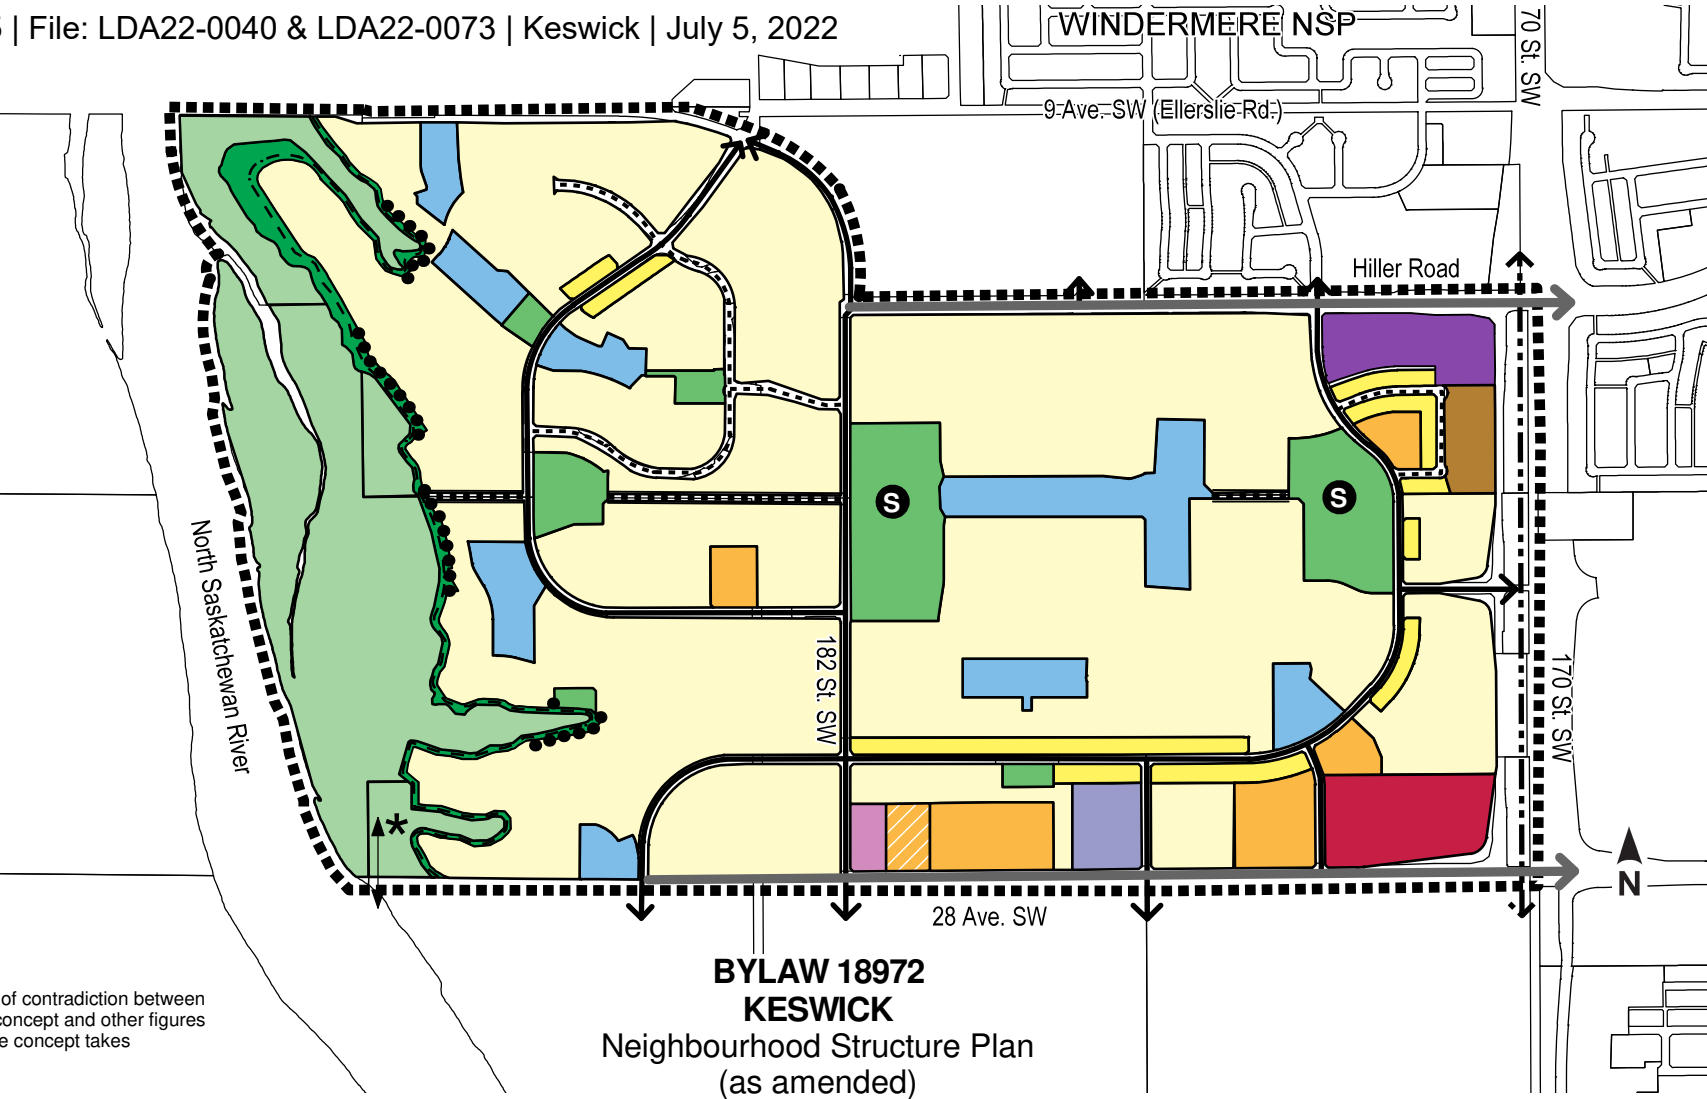 | File: LDA22-0040 & LDA22-0073 | Keswick | July 5, 2022
WINDERMERE NSP
70 St. SW
9 Ave. SW (Ellerslie Rd.)
Hiller Road
S
S
North Saskatchewan River
182 St. SW
170 St. SW
*
N
28 Ave. SW
BYLAW 18972
KESWICK
Neighbourhood Structure Plan
(as amended)
of contradiction between
concept and other figures
e concept takes